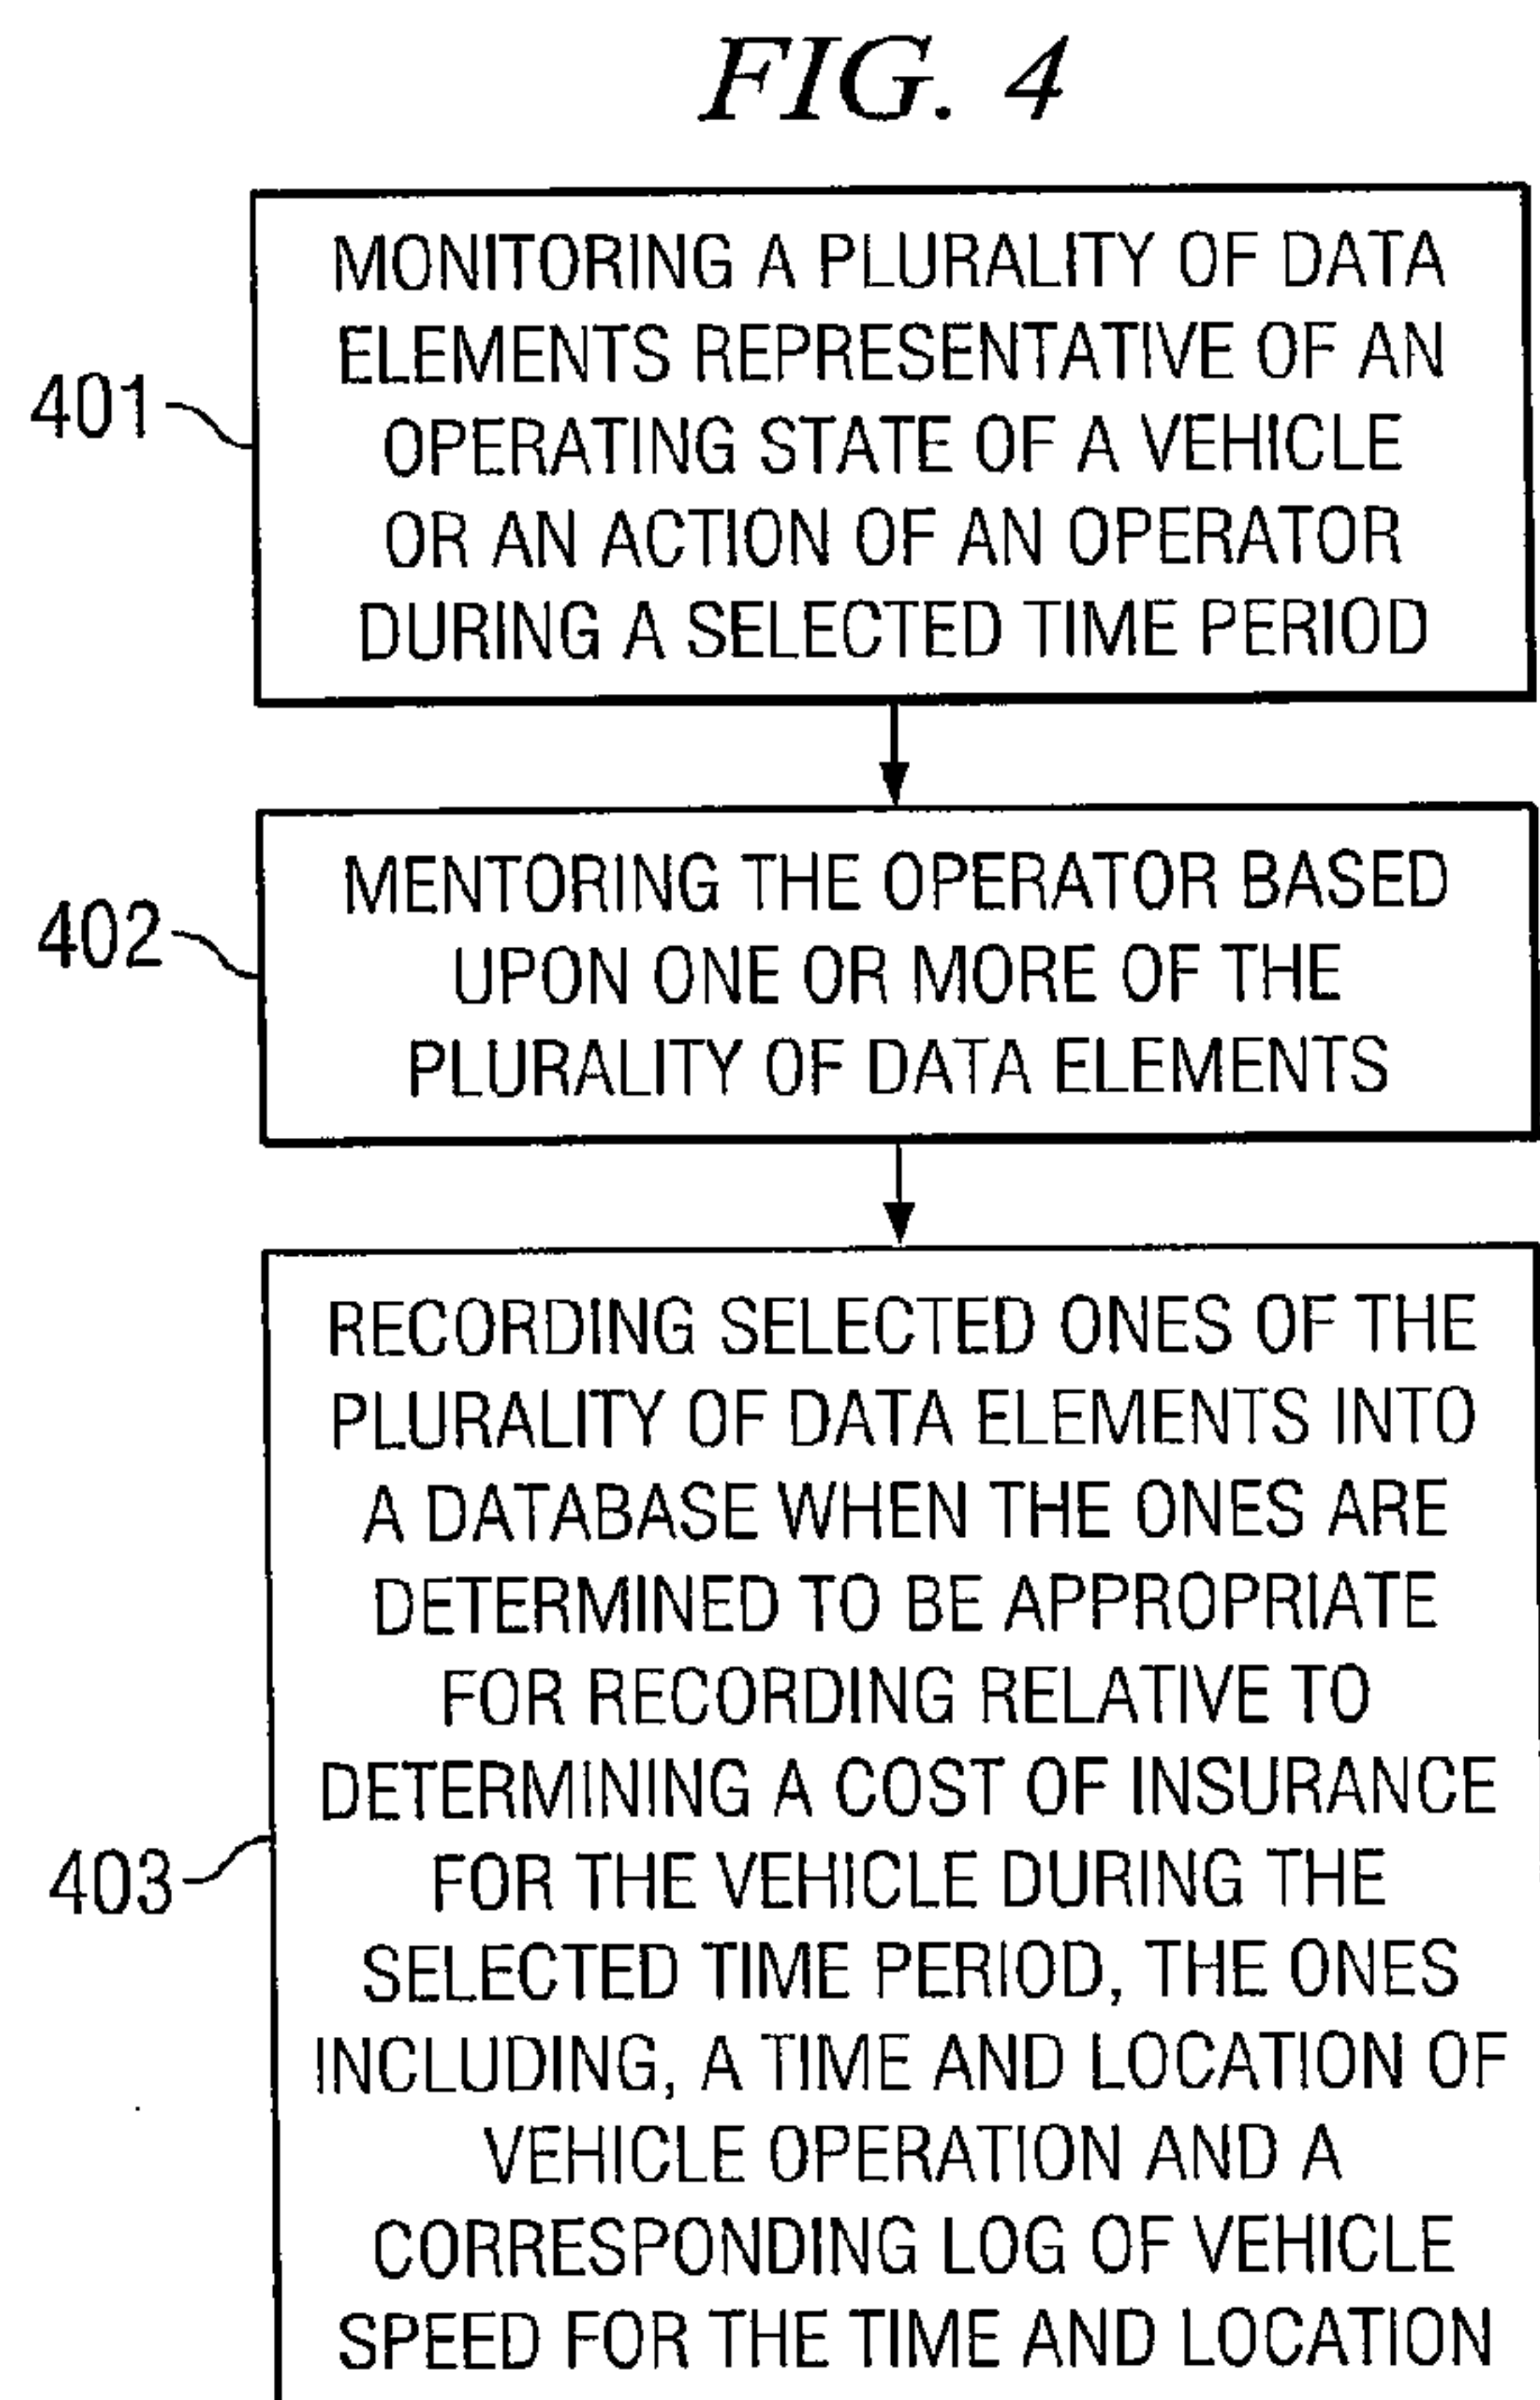 FIG. 4
MONITORING A PLURALITY OF DATA
ELEMENTS REPRESENTATIVE OF AN
401
OPERATING STATE OF A VEHICLE
OR AN ACTION OF AN OPERATOR
DURING A SELECTED TIME PERIOD
MENTORING THE OPERATOR BASED
402
UPON ONE OR MORE OF THE
PLURALITY OF DATA ELEMENTS
RECORDING SELECTED ONES OF THE
PLURALITY OF DATA ELEMENTS INTO
A DATABASE WHEN THE ONES ARE
DETERMINED TO BE APPROPRIATE
FOR RECORDING RELATIVE TO
DETERMINING A COST OF INSURANCE
403
FOR THE VEHICLE DURING THE
SELECTED TIME PERIOD, THE ONES
INCLUDING, A TIME AND LOCATION OF
VEHICLE OPERATION AND A
CORRESPONDING LOG OF VEHICLE
SPEED FOR THE TIME AND LOCATION